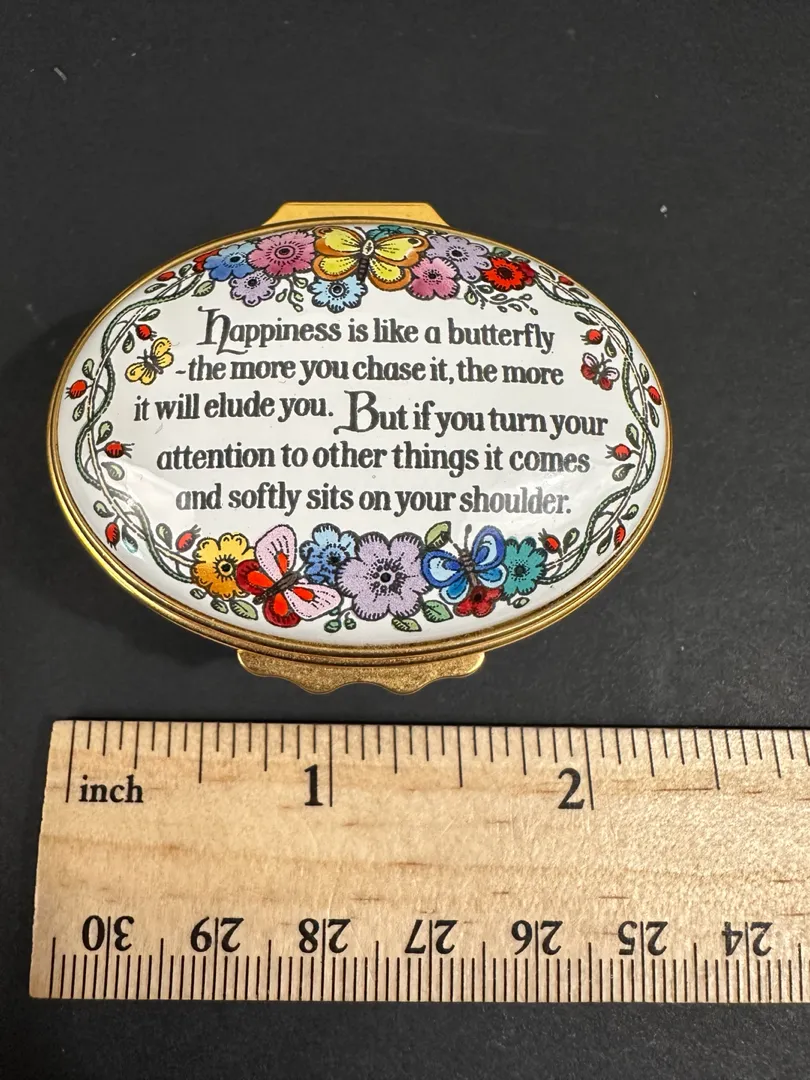 Happiness is like a butterfly
-the more you chase it, the more
it will elude you. But if you turn your
attention to other things it comes
and softly sits on your shoulder.
inch 1 2
30 29 28 27 26 25 24